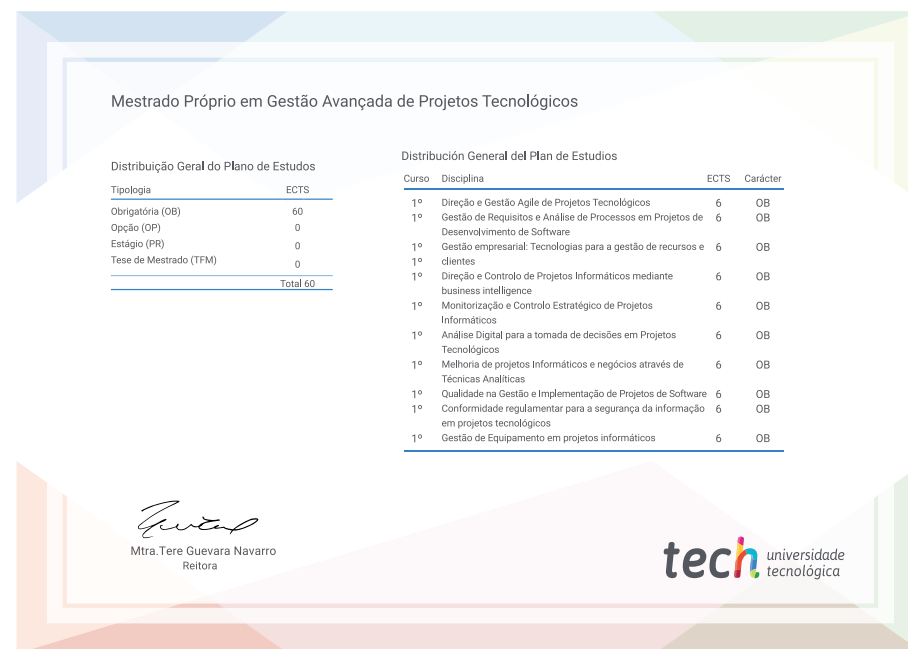 Mestrado Próprio em Gestão Avançada de Projetos Tecnológicos
Distribuição Geral do Plano de Estudos
Tipologia ECTS
Obrigatória (OB) 60
Opção (OP) 0
Estágio (PR) 0
Tese de Mestrado (TFM) 0
Total 60
Distribución General del Plan de Estudios
Curso Disciplina ECTS Carácter
1º Direção e Gestão Agile de Projetos Tecnológicos 6 OB
1º Gestão de Requisitos e Análise de Processos em Projetos de 6 OB
Desenvolvimento de Software
1º Gestão empresarial: Tecnologias para a gestão de recursos e 6 OB
1º clientes
1º Direção e Controlo de Projetos Informáticos mediante 6 OB
business intelligence
1º Monitorização e Controlo Estratégico de Projetos 6 OB
Informáticos
1º Análise Digital para a tomada de decisões em Projetos 6 OB
Tecnológicos
1º Melhoria de projetos Informáticos e negócios através de 6 OB
Técnicas Analíticas
1º Qualidade na Gestão e Implementação de Projetos de Software 6 OB
1º Conformidade regulamentar para a segurança da informação 6 OB
em projetos tecnológicos
1º Gestão de Equipamento em projetos informáticos 6 OB
Mtra.Tere Guevara Navarro
Reitora
tech universidade
tecnológica